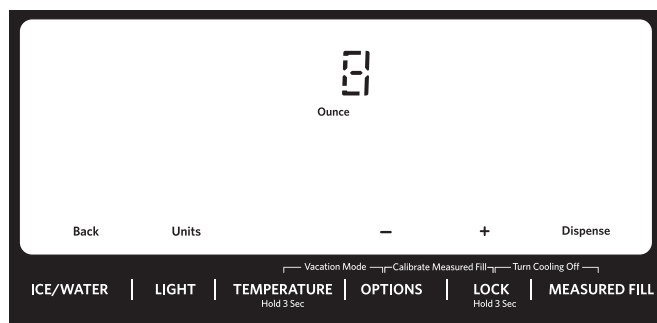 8
Ounce
Back Units – + Dispense
Vacation Mode Calibrate Measured Fill Turn Cooling Off
ICE/WATER | LIGHT | TEMPERATURE | OPTIONS | LOCK | MEASURED FILL
Hold 3 Sec Hold 3 Sec